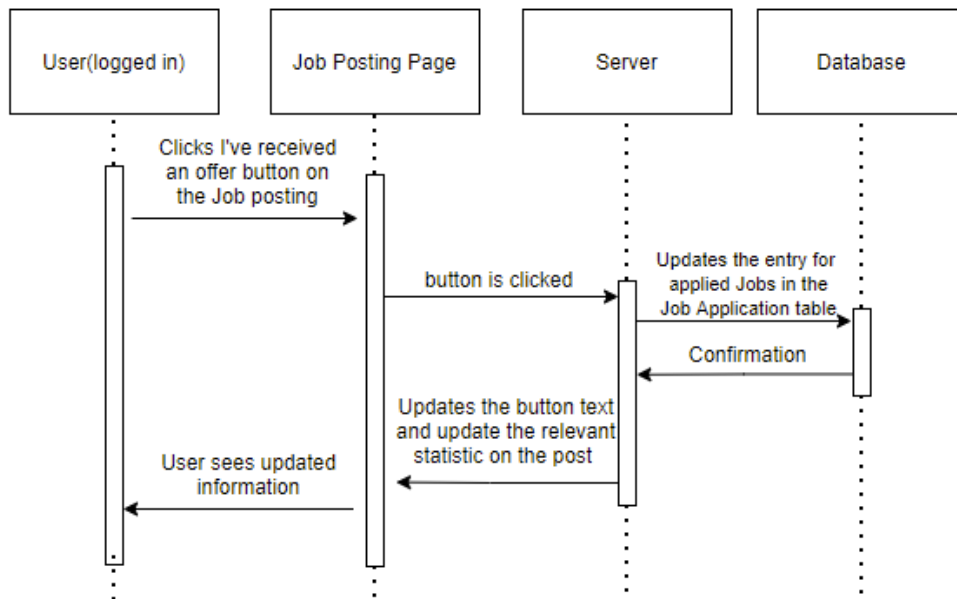 User(logged in)
Job Posting Page
Server
Database
Clicks I've received
an offer button on
the Job posting
button is clicked
Updates the entry for
applied Jobs in the
Job Application table
Confirmation
Updates the button text
and update the relevant
statistic on the post
User sees updated
information